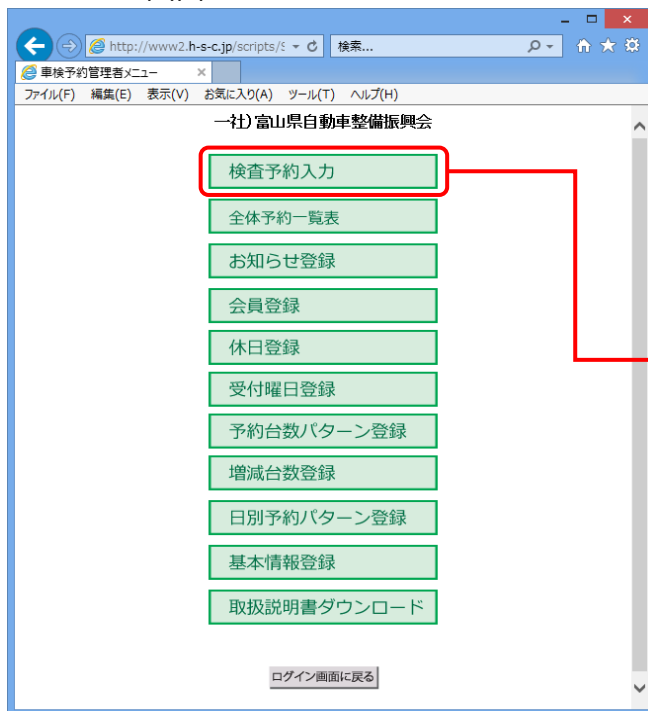 http://www2.h-s-c.jp/scripts/
検索...
車検予約管理者メニュー
ファイル(F) 編集(E) 表示(V) お気に入り(A) ツール(T) ヘルプ(H)
一社)富山県自動車整備振興会
検査予約入力
全体予約一覧表
お知らせ登録
会員登録
休日登録
受付曜日登録
予約台数パターン登録
増減台数登録
日別予約パターン登録
基本情報登録
取扱説明書ダウンロード
ログイン画面に戻る